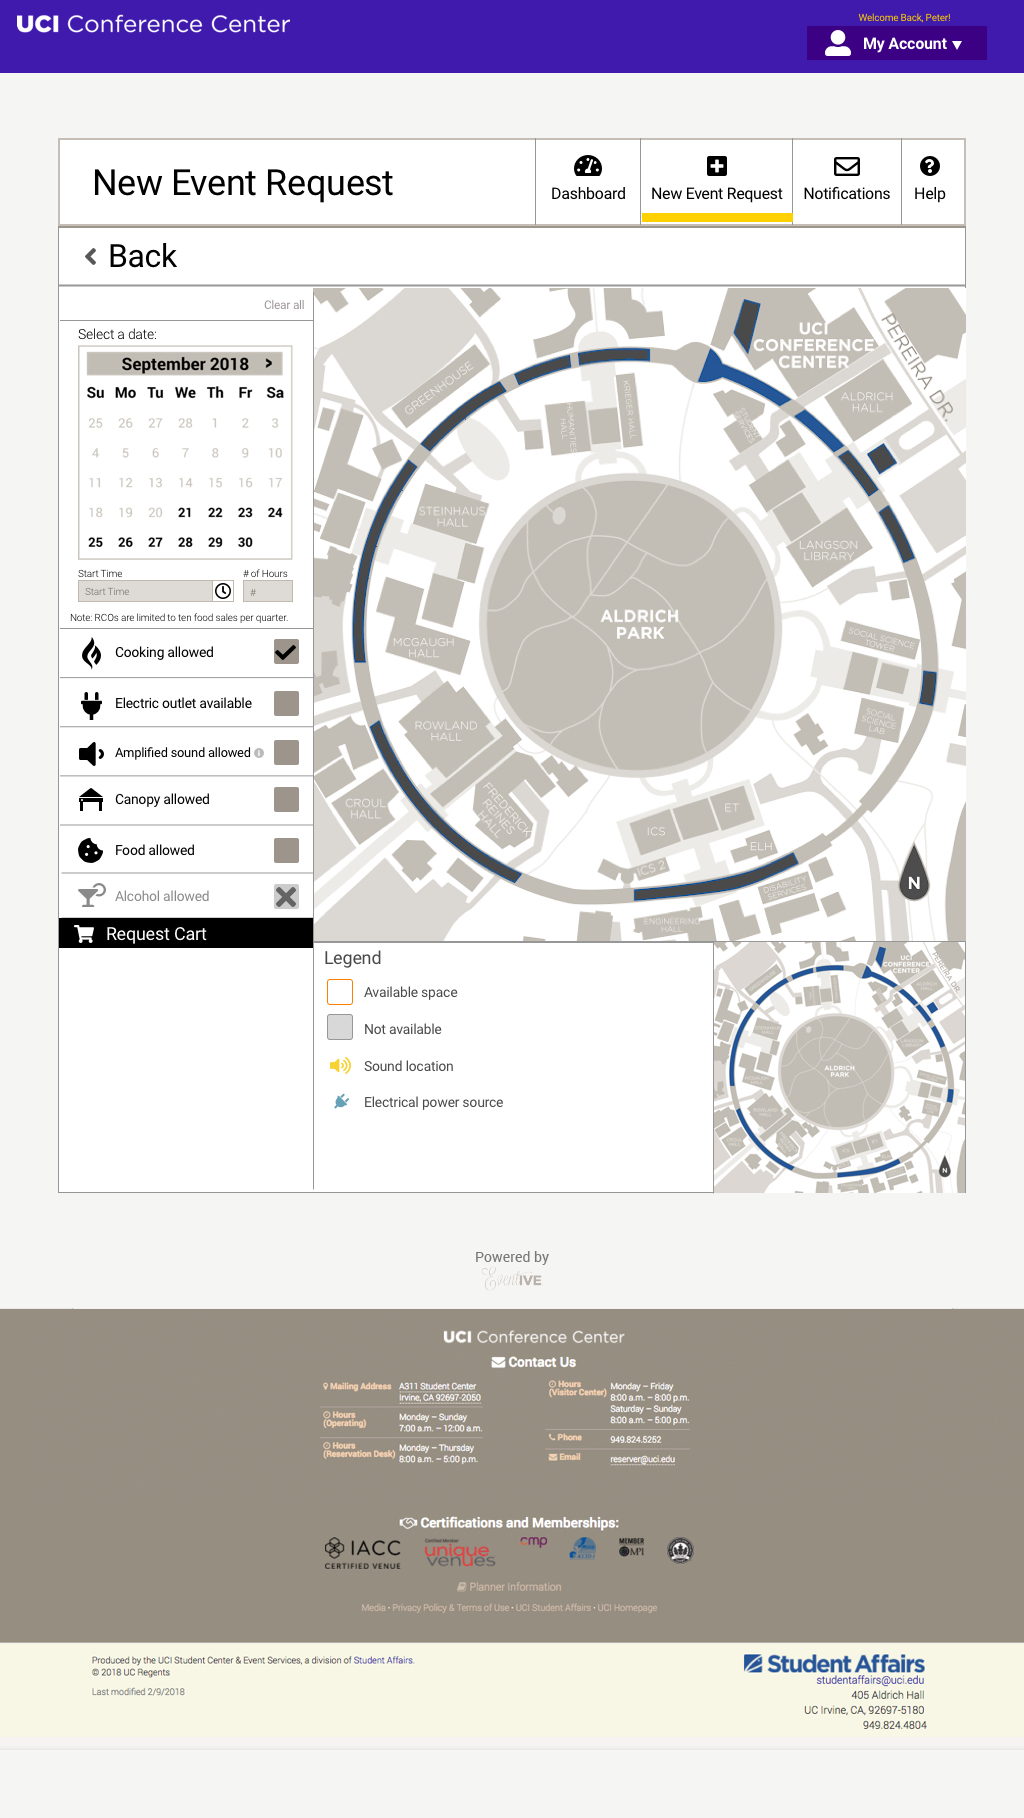 UCI Conference Center
Welcome Back, Peter!
My Account
New Event Request
Dashboard
New Event Request
Notifications
Help
Back
Clear all
Select a date:
September 2018 >
Su Mo Tu We Th Fr Sa
25 26 27 28 1 2 3
4 5 6 7 8 9 10
11 12 13 14 15 16 17
18 19 20 21 22 23 24
25 26 27 28 29 30
Start Time # of Hours
Start Time #
Note: RCOs are limited to ten food sales per quarter.
Cooking allowed
Electric outlet available
Amplified sound allowed
Canopy allowed
Food allowed
Alcohol allowed
Request Cart
UCI
CONFERENCE
CENTER
PEREIRA DR.
GREENHOUSE
KRIEGER HALL
HUMANITIES
HALL
ALDRICH
HALL
STEINHAUS
HALL
LANGSON
LIBRARY
ALDRICH
PARK
MCGAUGH
HALL
SOCIAL SCIENCE
TOWER
SOCIAL
SCIENCE
LAB
ROWLAND
HALL
FREDERICK
REINES
HALL
CROUL
HALL
ET
ICS
ELH
ICS 2
DISABILITY
SERVICES
ENGINEERING
HALL
N
Legend
Available space
Not available
Sound location
Electrical power source
UCI
CONFERENCE
CENTER
PEREIRA DR.
ALDRICH
PARK
N
Powered by
EventIVE
UCI Conference Center
Contact Us
Mailing Address A311 Student Center
Irvine, CA 92697-2050
Hours
(Operating) Monday – Sunday
7:00 a.m. – 12:00 a.m.
Hours
(Reservation Desk) Monday – Thursday
8:00 a.m. – 5:00 p.m.
Hours
(Visitor Center) Monday – Friday
8:00 a.m. – 8:00 p.m.
Saturday – Sunday
8:00 a.m. – 5:00 p.m.
Phone 949.824.5252
Email reserver@uci.edu
Certifications and Memberships:
IACC
CERTIFIED VENUE
unique
venues
cmp
MEMBER
MPI
Planner Information
Media • Privacy Policy & Terms of Use • UCI Student Affairs • UCI Homepage
Produced by the UCI Student Center & Event Services, a division of Student Affairs.
© 2018 UC Regents
Last modified 2/9/2018
Student Affairs
studentaffairs@uci.edu
405 Aldrich Hall
UC Irvine, CA, 92697-5180
949.824.4804